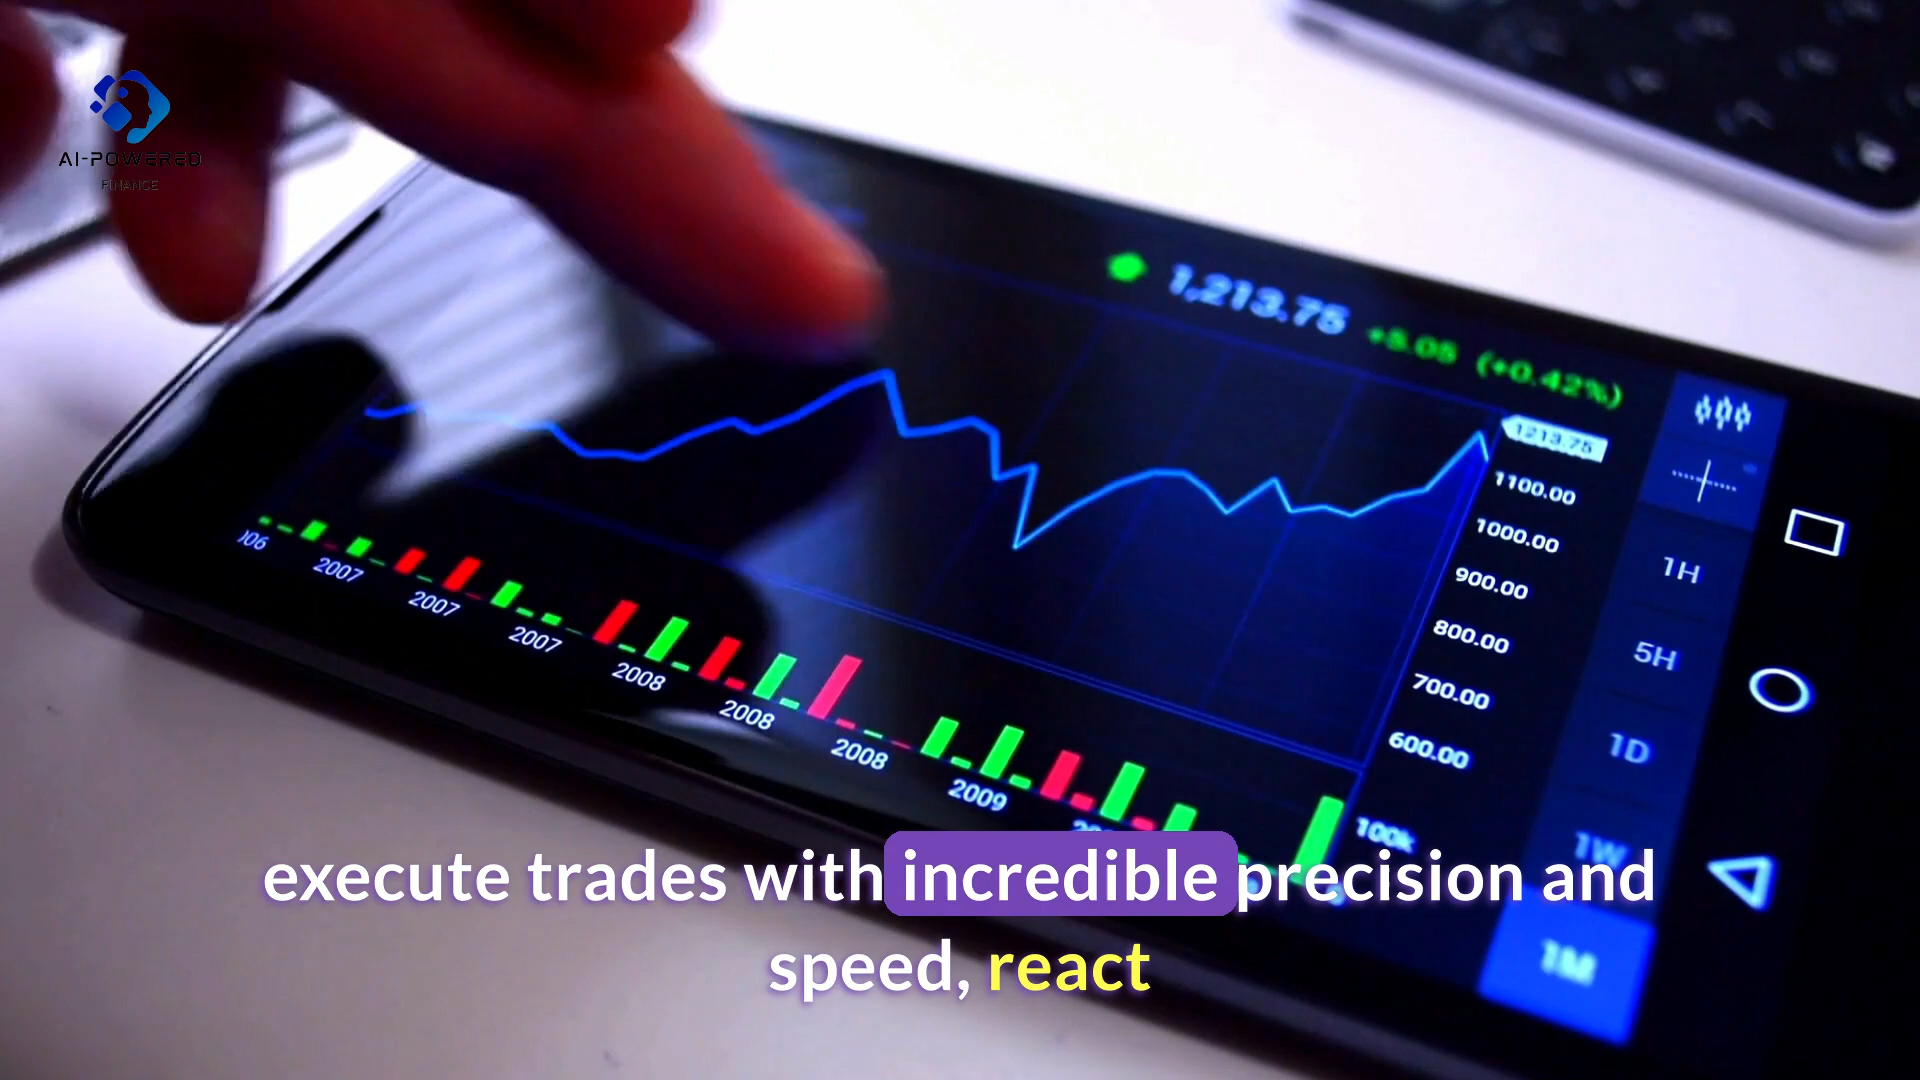 AI-POWERED
FINANCE
1,213.75 +5.05 (+0.42%)
1213.75
1100.00
1000.00
900.00
800.00
700.00
600.00
100k
1H
5H
1D
1W
1M
2007
2007
2007
2008
2008
2008
2009
execute trades with incredible precision and
speed, react